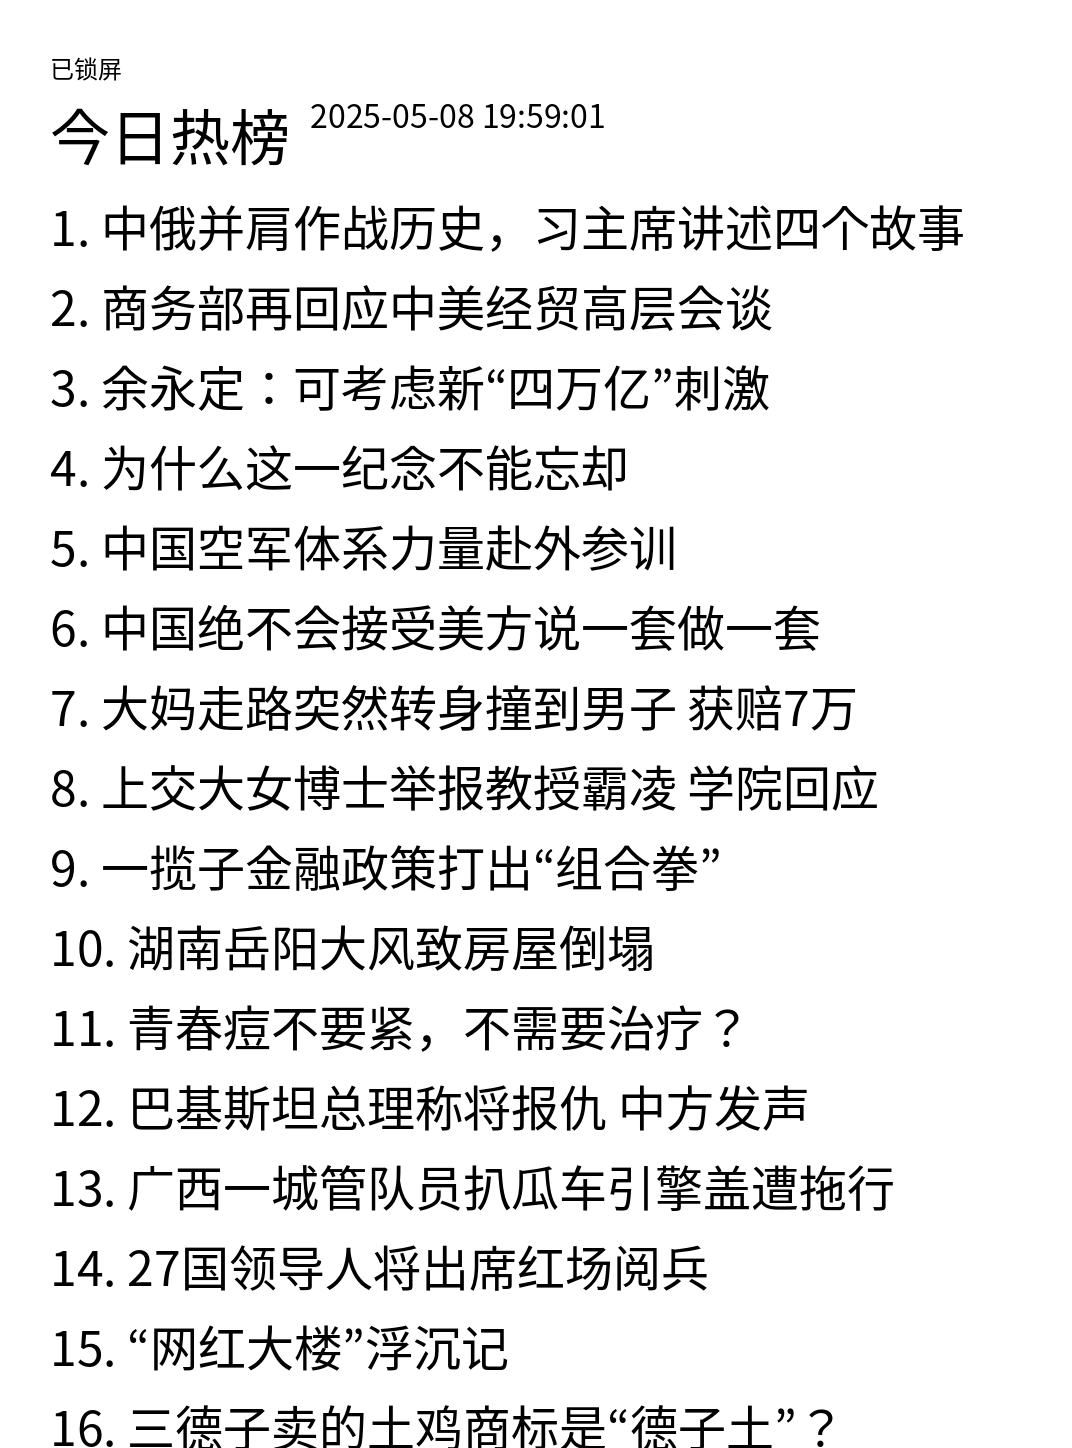 已锁屏
今日热榜 2025-05-08 19:59:01
1. 中俄并肩作战历史，习主席讲述四个故事
2. 商务部再回应中美经贸高层会谈
3. 余永定：可考虑新“四万亿”刺激
4. 为什么这一纪念不能忘却
5. 中国空军体系力量赴外参训
6. 中国绝不会接受美方说一套做一套
7. 大妈走路突然转身撞到男子 获赔7万
8. 上交大女博士举报教授霸凌 学院回应
9. 一揽子金融政策打出“组合拳”
10. 湖南岳阳大风致房屋倒塌
11. 青春痘不要紧，不需要治疗？
12. 巴基斯坦总理称将报仇 中方发声
13. 广西一城管队员扒瓜车引擎盖遭拖行
14. 27国领导人将出席红场阅兵
15. “网红大楼”浮沉记
16. 三德子卖的土鸡商标是“德子土”？